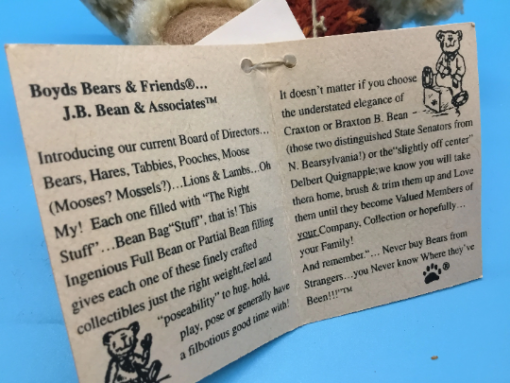 Boyds Bears & Friends®...
J.B. Bean & Associates™
Introducing our current Board of Directors...
Bears, Hares, Tabbies, Pooches, Moose
(Mooses? Mossels?)...Lions & Lambs...Oh
My! Each one filled with "The Right
Stuff"...Bean Bag "Stuff", that is! This
Ingenious Full Bean or Partial Bean filling
gives each one of these finely crafted
collectibles just the right weight,feel and
"poseability" to hug, hold,
play, pose or generally have
a filbotious good time with!
It doesn't matter if you choose
the understated elegance of
Craxton or Braxton B. Bean
(those two distinguished State Senators from
N. Bearsylvania!) or the "slightly off center"
Delbert Quignapple;we know you will take
them home, brush & trim them up and Love
them until they become Valued Members of
your Company, Collection or hopefully...
your Family!
And remember."... Never buy Bears from
Strangers...you Never know Where they've
Been!!!"™
®